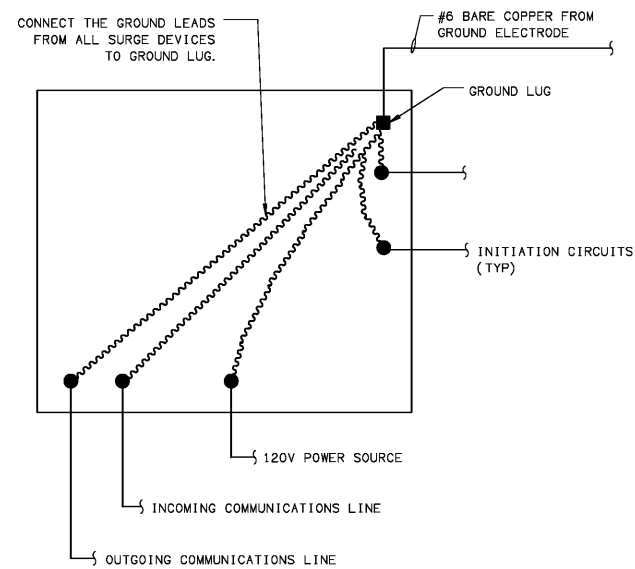 CONNECT THE GROUND LEADS
FROM ALL SURGE DEVICES
TO GROUND LUG.
#6 BARE COPPER FROM
GROUND ELECTRODE
GROUND LUG
INITIATION CIRCUITS
(TYP)
120V POWER SOURCE
INCOMING COMMUNICATIONS LINE
OUTGOING COMMUNICATIONS LINE